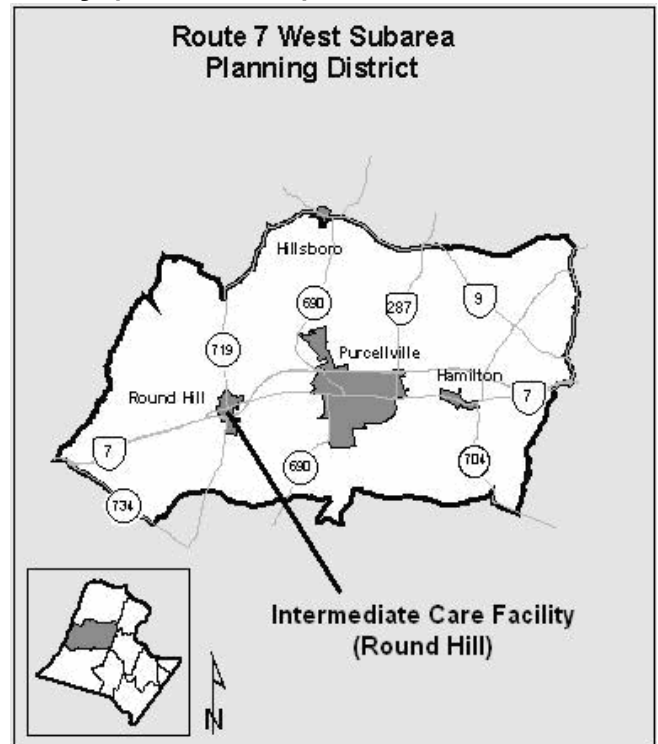 Route 7 West Subarea
Planning District
Hillsboro
690
287
9
719
Purcellville
Hamilton
Round Hill
7
7
690
704
734
Intermediate Care Facility
(Round Hill)
N